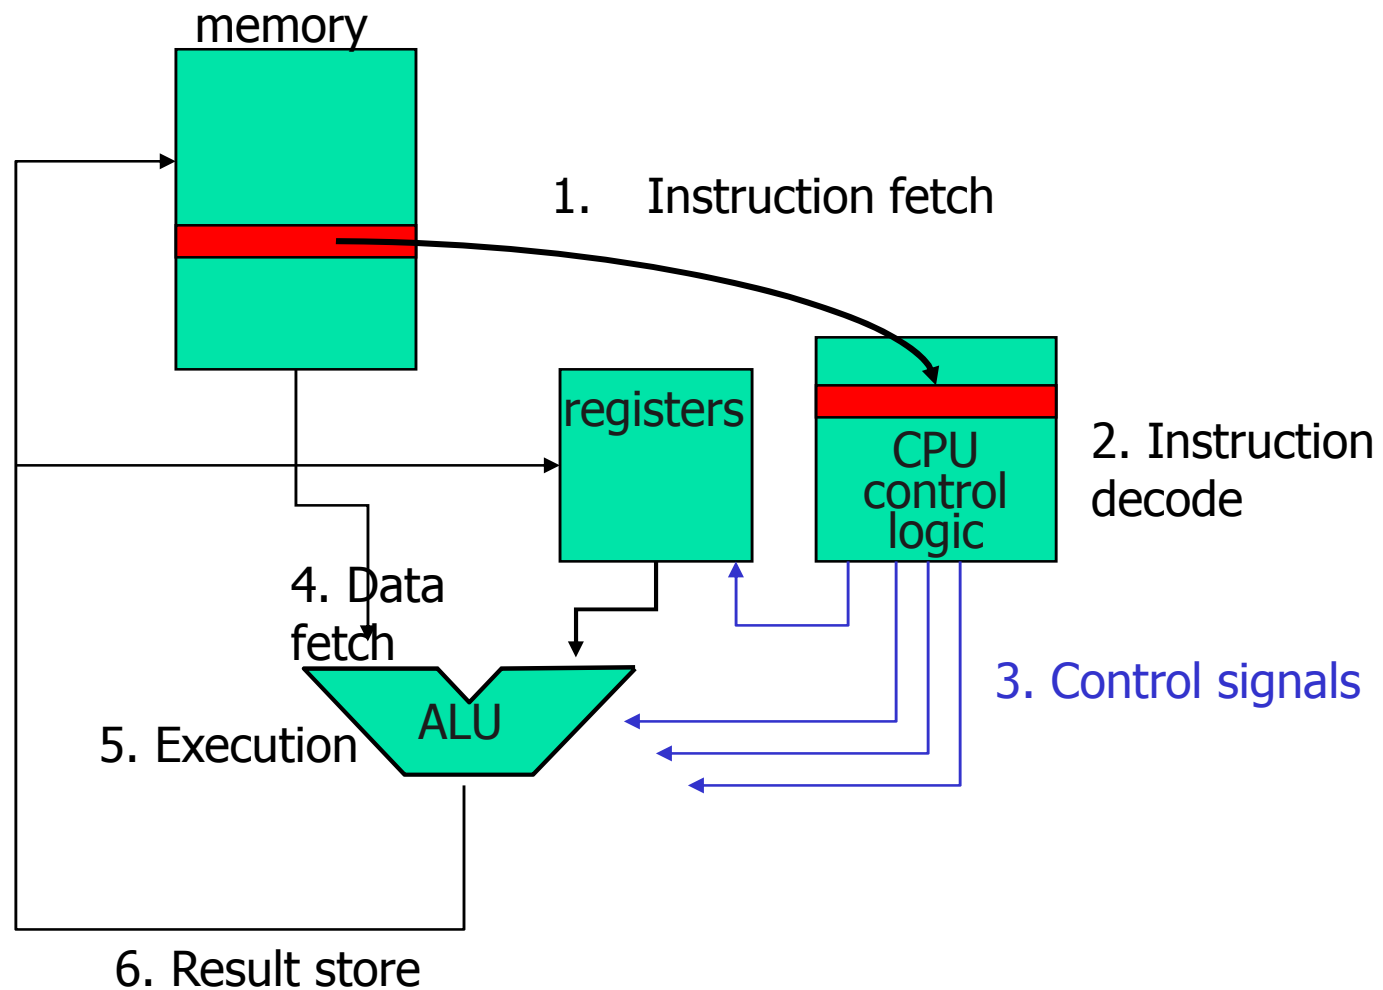 memory
1. Instruction fetch
registers
CPU
control
logic
2. Instruction
decode
4. Data
fetch
3. Control signals
ALU
5. Execution
6. Result store